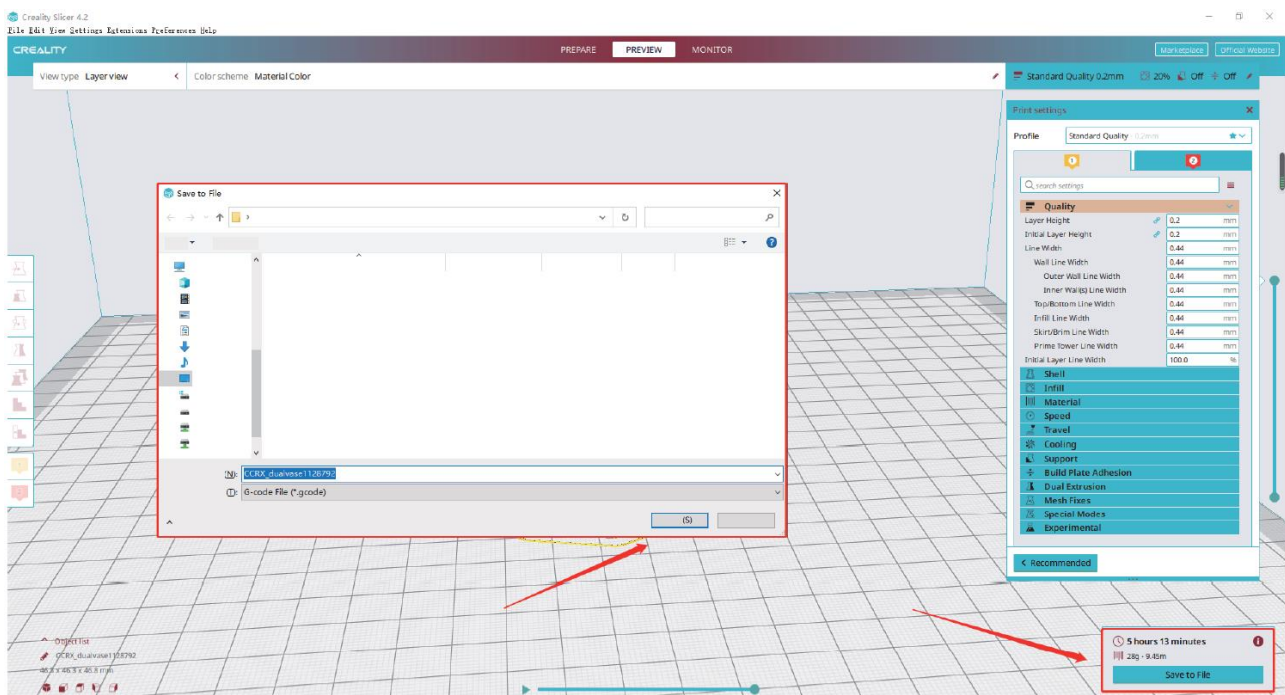 Creality Slicer 4.2
File Edit View Settings Extensions Preferences Help
CREALITY PREPARE PREVIEW MONITOR Marketplace Official Website
View type Layer view Color scheme Material Color Standard Quality 0.2mm 20% Off Off
Print settings
Profile Standard Quality - 0.2mm
1 2
search settings
Quality
Layer Height 0.2 mm
Initial Layer Height 0.2 mm
Line Width 0.44 mm
Wall Line Width 0.44 mm
Outer Wall Line Width 0.44 mm
Inner Wall(s) Line Width 0.44 mm
Top/Bottom Line Width 0.44 mm
Infill Line Width 0.44 mm
Skirt/Brim Line Width 0.44 mm
Prime Tower Line Width 0.44 mm
Initial Layer Line Width 100.0 %
Shell
Infill
Material
Speed
Travel
Cooling
Support
Build Plate Adhesion
Dual Extrusion
Mesh Fixes
Special Modes
Experimental
Recommended
Save to File
(N): CCRX_dualvase1128792
(T): G-code File (*.gcode)
(S)
Object list
CCRX_dualvase1128792
5 hours 13 minutes
28g - 9.45m
Save to File